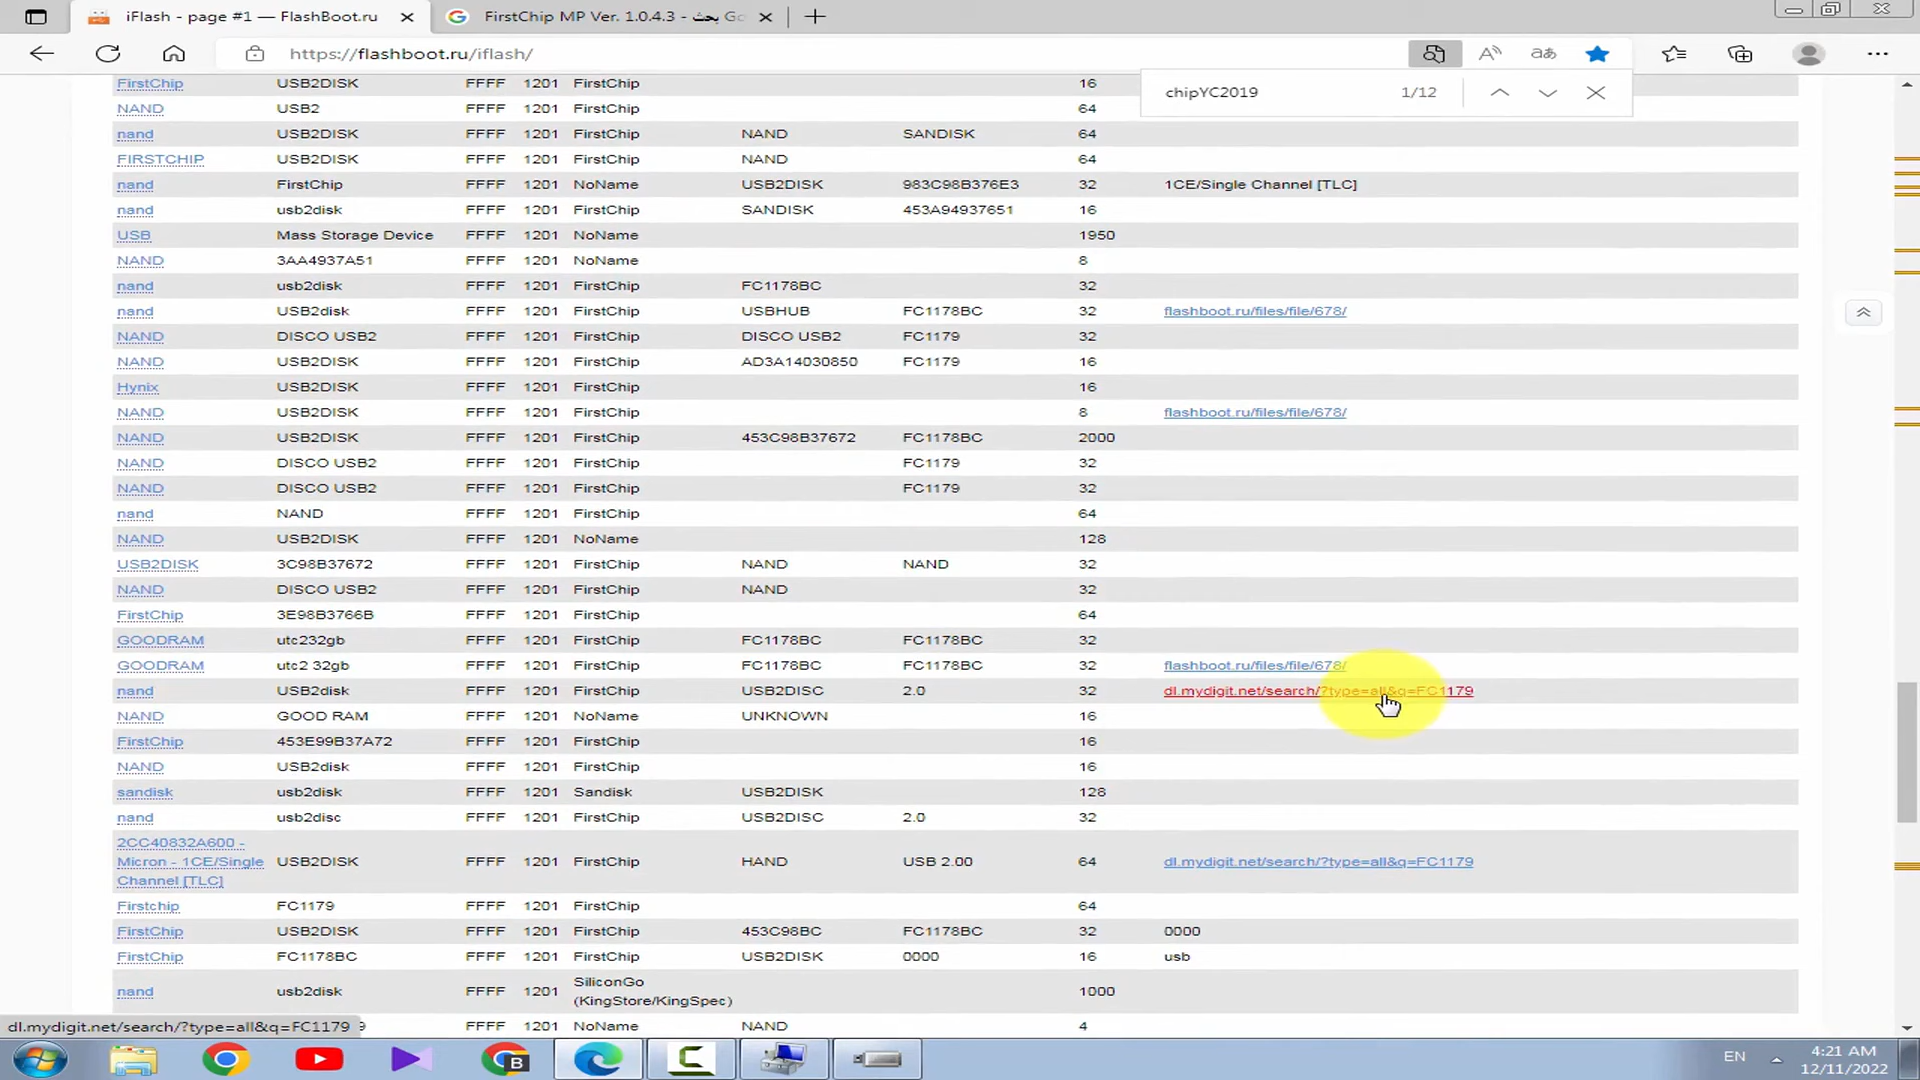 iFlash - page #1 — FlashBoot.ru
FirstChip MP Ver. 1.0.4.3 - بحث Go
https://flashboot.ru/iflash/
chipYC2019 1/12
FirstChip USB2DISK FFFF 1201 FirstChip 16
NAND USB2 FFFF 1201 FirstChip 64
nand USB2DISK FFFF 1201 FirstChip NAND SANDISK 64
FIRSTCHIP USB2DISK FFFF 1201 FirstChip NAND 64
nand FirstChip FFFF 1201 NoName USB2DISK 983C98B376E3 32 1CE/Single Channel [TLC]
nand usb2disk FFFF 1201 FirstChip SANDISK 453A94937651 16
USB Mass Storage Device FFFF 1201 NoName 1950
NAND 3AA4937A51 FFFF 1201 NoName 8
nand usb2disk FFFF 1201 FirstChip FC1178BC 32
nand USB2disk FFFF 1201 FirstChip USBHUB FC1178BC 32 flashboot.ru/files/file/678/
NAND DISCO USB2 FFFF 1201 FirstChip DISCO USB2 FC1179 32
NAND USB2DISK FFFF 1201 FirstChip AD3A14030850 FC1179 16
Hynix USB2DISK FFFF 1201 FirstChip 16
NAND USB2DISK FFFF 1201 FirstChip 8 flashboot.ru/files/file/678/
NAND USB2DISK FFFF 1201 FirstChip 453C98B37672 FC1178BC 2000
NAND DISCO USB2 FFFF 1201 FirstChip FC1179 32
NAND DISCO USB2 FFFF 1201 FirstChip FC1179 32
nand NAND FFFF 1201 FirstChip 64
NAND USB2DISK FFFF 1201 NoName 128
USB2DISK 3C98B37672 FFFF 1201 FirstChip NAND NAND 32
NAND DISCO USB2 FFFF 1201 FirstChip NAND 32
FirstChip 3E98B3766B FFFF 1201 FirstChip 64
GOODRAM utc232gb FFFF 1201 FirstChip FC1178BC FC1178BC 32
GOODRAM utc2 32gb FFFF 1201 FirstChip FC1178BC FC1178BC 32 flashboot.ru/files/file/678/
nand USB2disk FFFF 1201 FirstChip USB2DISC 2.0 32 dl.mydigit.net/search/?type=all&q=FC1179
NAND GOOD RAM FFFF 1201 NoName UNKNOWN 16
FirstChip 453E99B37A72 FFFF 1201 FirstChip 16
NAND USB2disk FFFF 1201 FirstChip 16
sandisk usb2disk FFFF 1201 Sandisk USB2DISK 128
nand usb2disc FFFF 1201 FirstChip USB2DISC 2.0 32
2CC40832A600 -
Micron - 1CE/Single USB2DISK FFFF 1201 FirstChip HAND USB 2.00 64 dl.mydigit.net/search/?type=all&q=FC1179
Channel [TLC]
Firstchip FC1179 FFFF 1201 FirstChip 64
FirstChip USB2DISK FFFF 1201 FirstChip 453C98BC FC1178BC 32 0000
FirstChip FC1178BC FFFF 1201 FirstChip USB2DISK 0000 16 usb
nand usb2disk FFFF 1201 SiliconGo 1000
(KingStore/KingSpec)
FFFF 1201 NoName NAND 4
dl.mydigit.net/search/?type=all&q=FC1179
B
EN
4:21 AM
12/11/2022